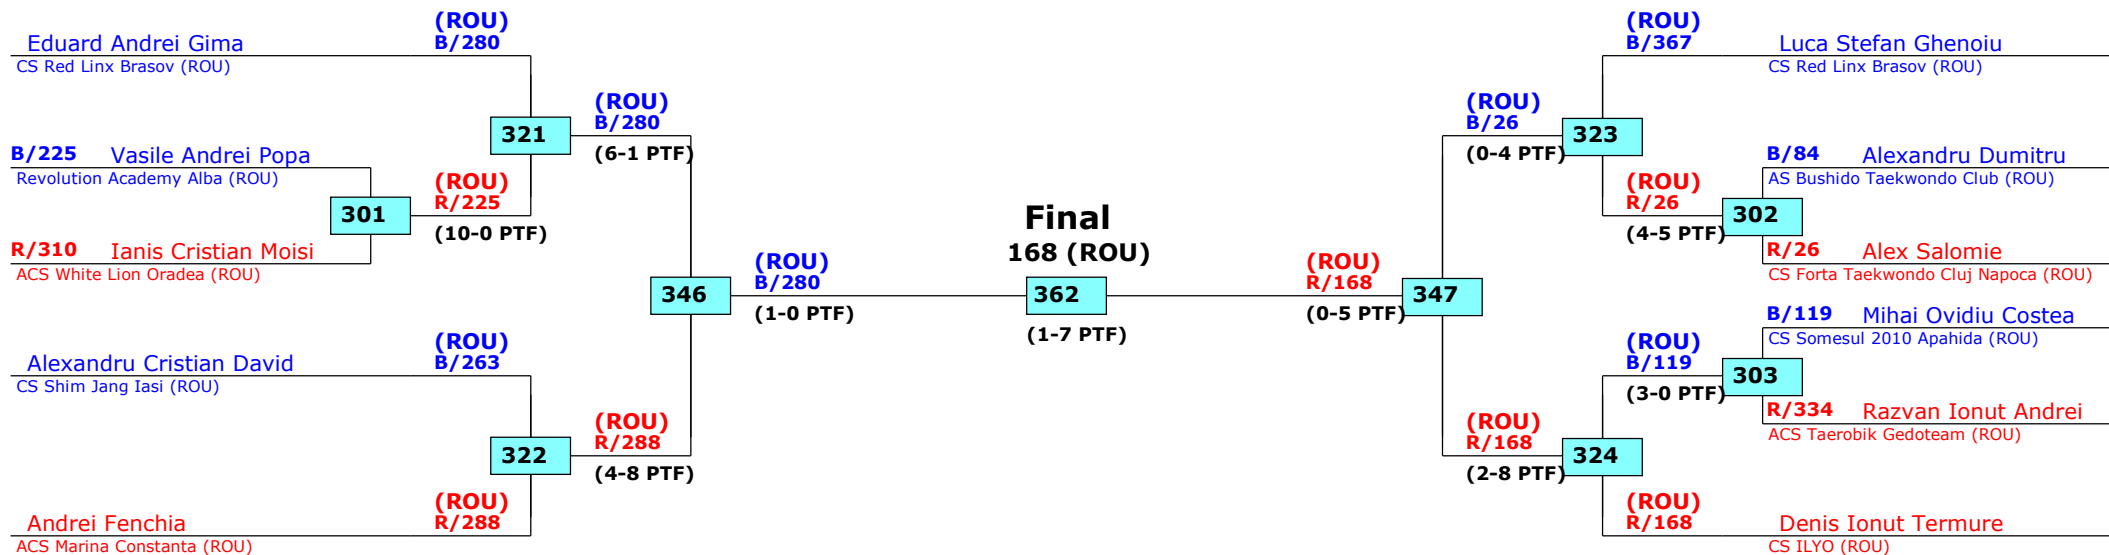 (ROU)
B/280
Eduard Andrei Gima
CS Red Linx Brasov (ROU)
B/225 Vasile Andrei Popa
Revolution Academy Alba (ROU)
301
R/310 Ianis Cristian Moisi
ACS White Lion Oradea (ROU)
321
(ROU)
R/225
(10-0 PTF)
(ROU)
B/280
(6-1 PTF)
Alexandru Cristian David
CS Shim Jang Iasi (ROU)
(ROU)
B/263
322
(ROU)
R/288
Andrei Fenchia
ACS Marina Constanta (ROU)
(ROU)
R/288
(4-8 PTF)
346
(ROU)
B/280
(1-0 PTF)
Final
168 (ROU)
362
(1-7 PTF)
(ROU)
R/168
(0-5 PTF)
347
(ROU)
B/26
(0-4 PTF)
323
(ROU)
B/367
Luca Stefan Ghenoiu
CS Red Linx Brasov (ROU)
(ROU)
R/26
(4-5 PTF)
302
B/84 Alexandru Dumitru
AS Bushido Taekwondo Club (ROU)
R/26 Alex Salomie
CS Forta Taekwondo Cluj Napoca (ROU)
(ROU)
R/168
(2-8 PTF)
324
(ROU)
B/119
(3-0 PTF)
303
B/119 Mihai Ovidiu Costea
CS Somesul 2010 Apahida (ROU)
R/334 Razvan Ionut Andrei
ACS Taerobik Gedoteam (ROU)
(ROU)
R/168
Denis Ionut Termure
CS ILYO (ROU)